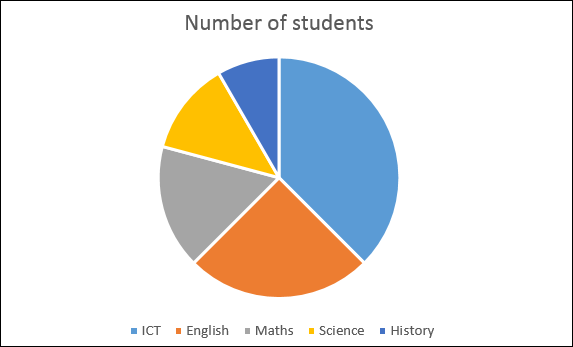 Number of students
ICT English Maths Science History